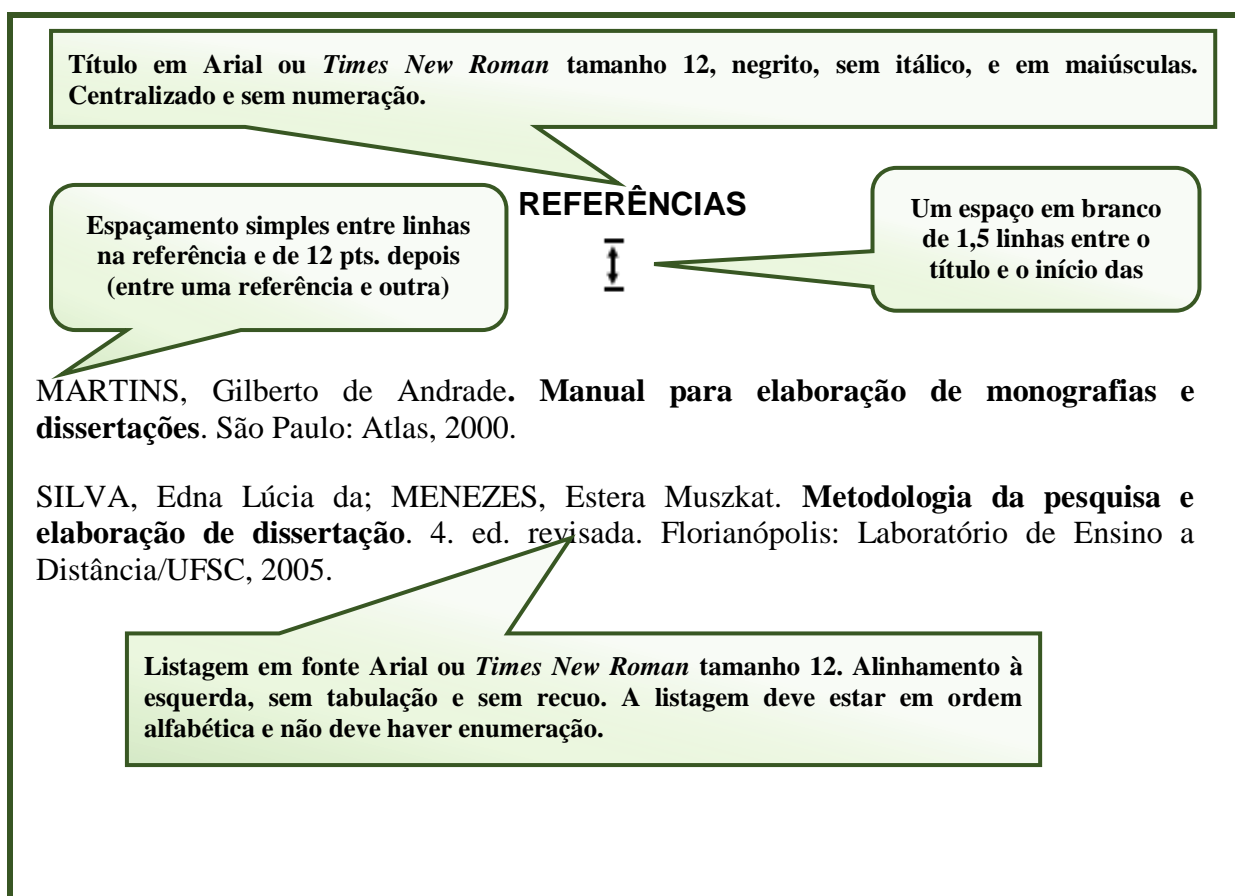 Título em Arial ou Times New Roman tamanho 12, negrito, sem itálico, e em maiúsculas.
Centralizado e sem numeração.
REFERÊNCIAS
Espaçamento simples entre linhas
na referência e de 12 pts. depois
(entre uma referência e outra)
Um espaço em branco
de 1,5 linhas entre o
título e o início das
MARTINS, Gilberto de Andrade. Manual para elaboração de monografias e
dissertações. São Paulo: Atlas, 2000.
SILVA, Edna Lúcia da; MENEZES, Estera Muszkat. Metodologia da pesquisa e
elaboração de dissertação. 4. ed. revisada. Florianópolis: Laboratório de Ensino a
Distância/UFSC, 2005.
Listagem em fonte Arial ou Times New Roman tamanho 12. Alinhamento à
esquerda, sem tabulação e sem recuo. A listagem deve estar em ordem
alfabética e não deve haver enumeração.